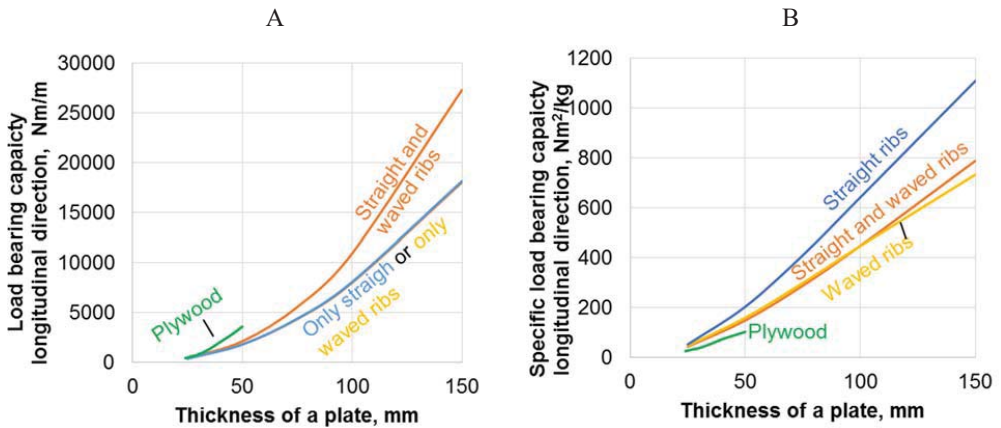 A
Load bearing capaicty
longitudinal direction, Nm/m
30000
25000
20000
15000
10000
5000
0
0 50 100 150
Thickness of a plate, mm
Plywood
Straight and
waved ribs
Only straigh or only
waved ribs
B
Specific load bearing capaicty
longitudinal direction, Nm²/kg
1200
1000
800
600
400
200
0
0 50 100 150
Thickness of a plate, mm
Straight ribs
Straight and waved ribs
Waved ribs
Plywood